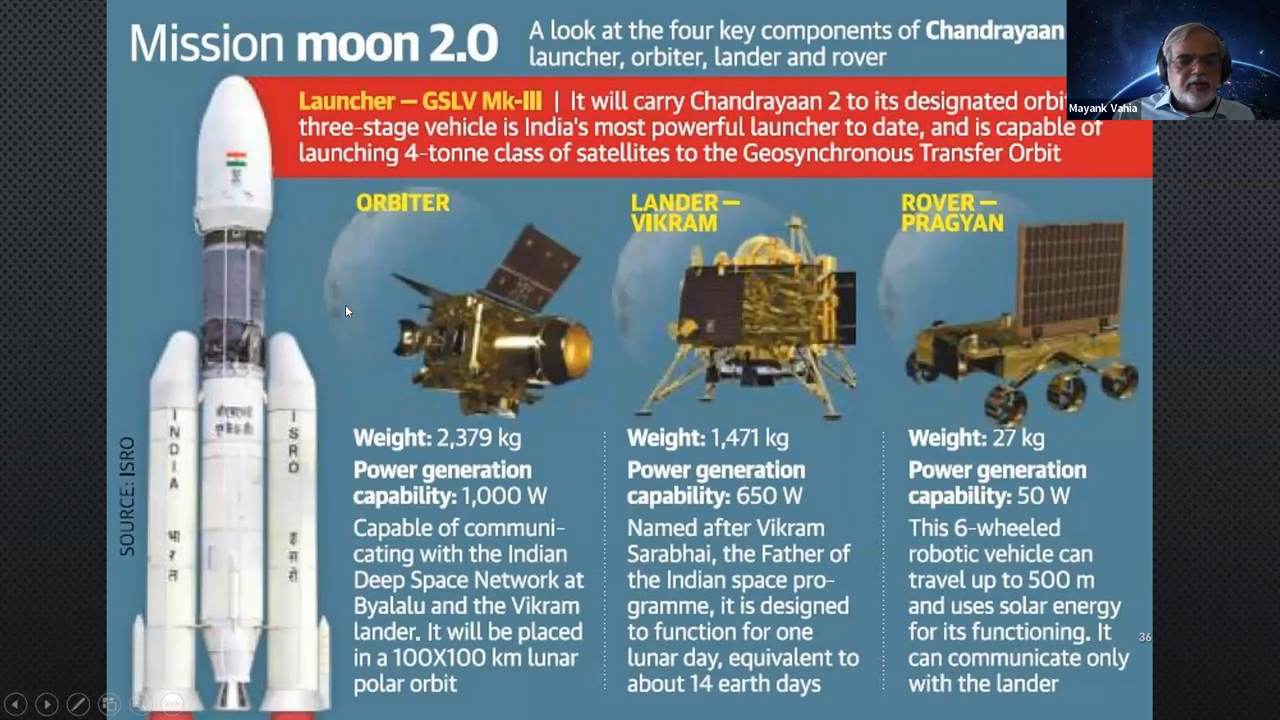 Mission moon 2.0
A look at the four key components of Chandrayaan
launcher, orbiter, lander and rover
Mayank Vahia
Launcher – GSLV Mk-III | It will carry Chandrayaan 2 to its designated
three-stage vehicle is India's most powerful launcher to date, and is capable of
launching 4-tonne class of satellites to the Geosynchronous Transfer Orbit
ORBITER
Weight: 2,379 kg
Power generation
capability: 1,000 W
Capable of communi-
cating with the Indian
Deep Space Network at
Byalalu and the Vikram
lander. It will be placed
in a 100X100 km lunar
polar orbit
LANDER –
VIKRAM
Weight: 1,471 kg
Power generation
capability: 650 W
Named after Vikram
Sarabhai, the Father of
the Indian space pro-
gramme, it is designed
to function for one
lunar day, equivalent to
about 14 earth days
ROVER –
PRAGYAN
Weight: 27 kg
Power generation
capability: 50 W
This 6-wheeled
robotic vehicle can
travel up to 500 m
and uses solar energy
for its functioning. It
can communicate only
with the lander
SOURCE: ISRO
INDIA
भारत
ISRO
इसरो
36